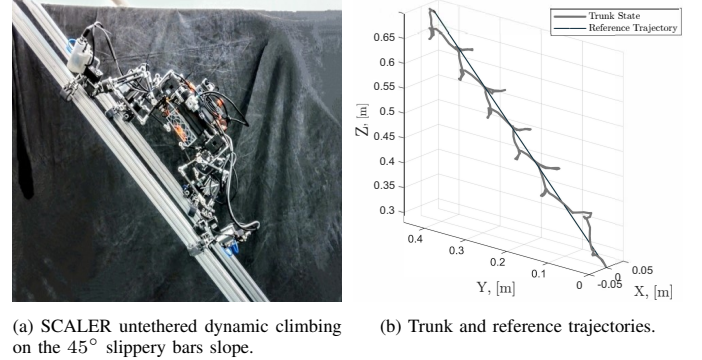 Trunk State
Reference Trajectory
0.65
0.6
0.55
0.5
0.45
0.4
0.35
0.3
Z, [m]
0.4
0.3
0.2
0.1
0
Y, [m]
-0.05
0
0.05
X, [m]
(a) SCALER untethered dynamic climbing
on the 45° slippery bars slope.
(b) Trunk and reference trajectories.